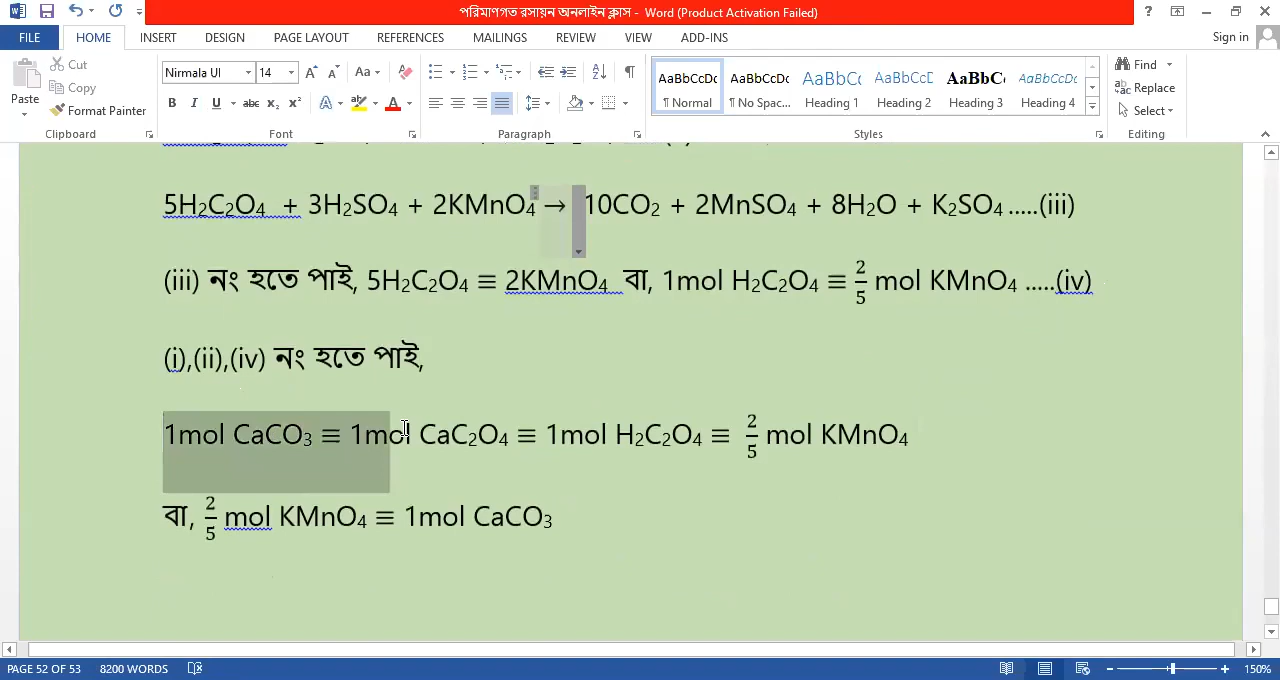 পরিমাণগত রসায়ন অনলাইন ক্লাস - Word (Product Activation Failed)
FILE HOME INSERT DESIGN PAGE LAYOUT REFERENCES MAILINGS REVIEW VIEW ADD-INS Sign in
Paste Cut Copy Format Painter
Nirmala UI 14
AaBbCcDc ¶ Normal AaBbCcDc ¶ No Spac... AaBbCc Heading 1 AaBbCcD Heading 2 AaBbC Heading 3 AaBbCcDc Heading 4
Find Replace Select
Clipboard Font Paragraph Styles Editing
5H₂C₂O₄ + 3H₂SO₄ + 2KMnO₄ → 10CO₂ + 2MnSO₄ + 8H₂O + K₂SO₄ .....(iii)
(iii) নং হতে পাই, 5H₂C₂O₄ ≡ 2KMnO₄ বা, 1mol H₂C₂O₄ ≡ 2/5 mol KMnO₄ .....(iv)
(i),(ii),(iv) নং হতে পাই,
1mol CaCO₃ ≡ 1mol CaC₂O₄ ≡ 1mol H₂C₂O₄ ≡ 2/5 mol KMnO₄
বা, 2/5 mol KMnO₄ ≡ 1mol CaCO₃
PAGE 52 OF 53 8200 WORDS 150%